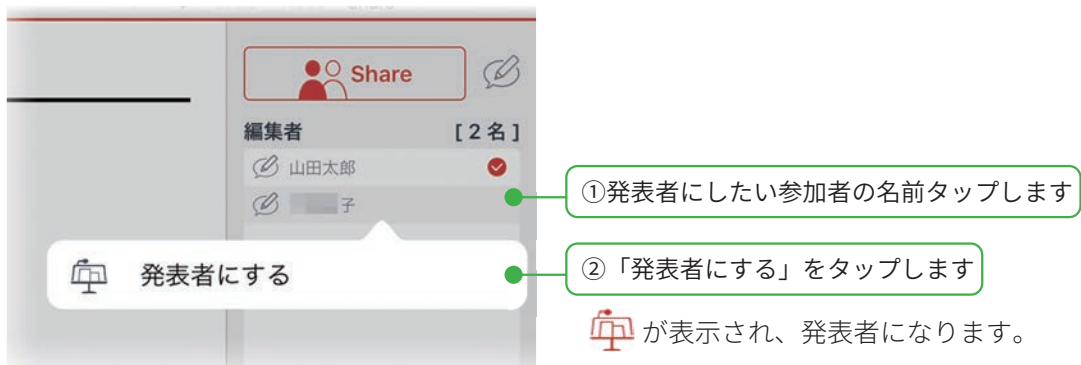 Share
編集者 [2名]
山田太郎
子
発表者にする
①発表者にしたい参加者の名前タップします
②「発表者にする」をタップします
が表示され、発表者になります。